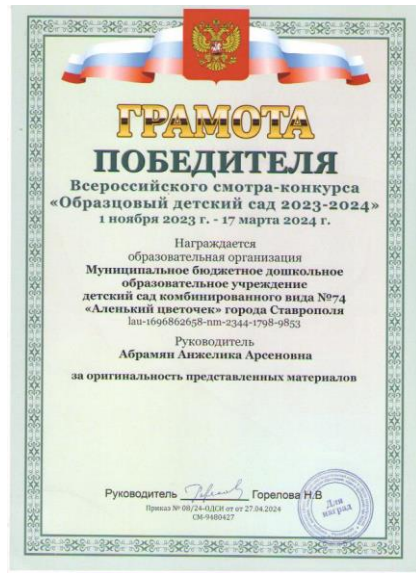 ГРАМОТА
ПОБЕДИТЕЛЯ
Всероссийского смотра-конкурса
«Образцовый детский сад 2023-2024»
1 ноября 2023 г. - 17 марта 2024 г.
Награждается
образовательная организация
Муниципальное бюджетное дошкольное
образовательное учреждение
детский сад комбинированного вида №74
«Аленький цветочек» города Ставрополя
lau-1696862658-nm-2344-1798-9853
Руководитель
Абрамян Анжелика Арсеновна
за оригинальность представленных материалов
Руководитель Горелова Н.В
Приказ № 08/24-ОДСИ от от 27.04.2024
СМ-9480427
Для
наград